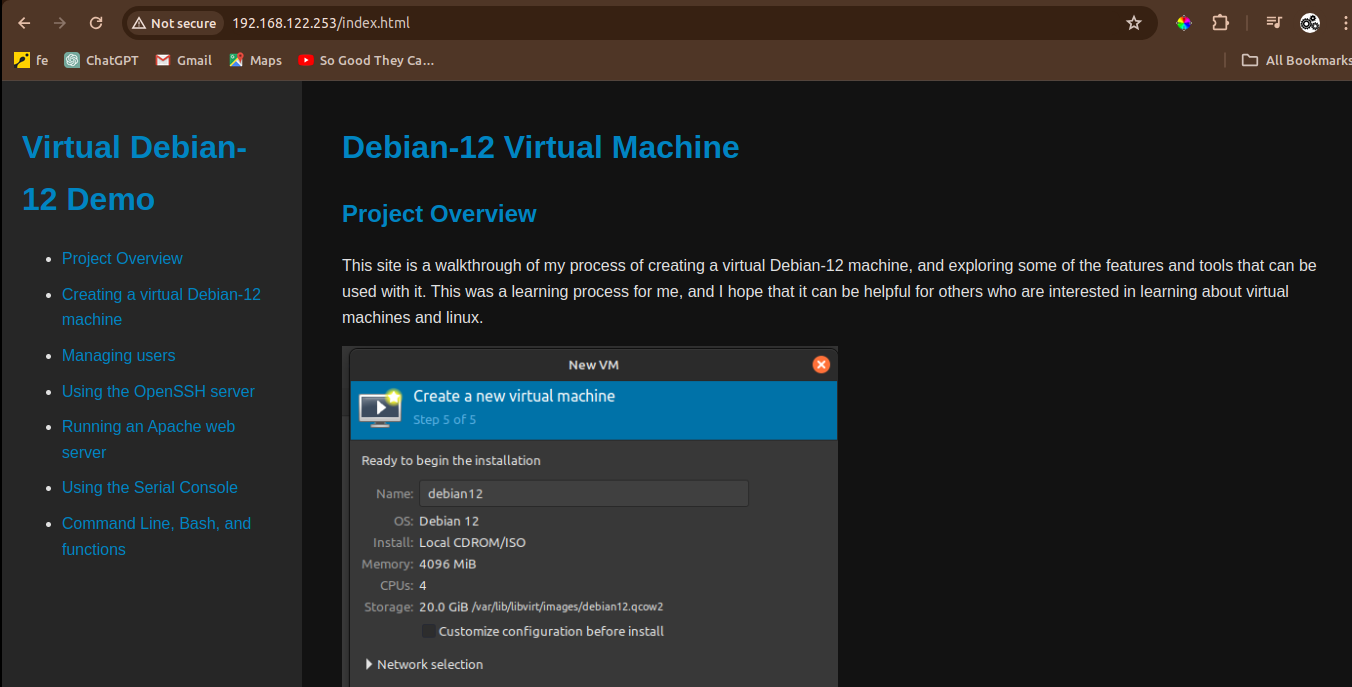 Not secure 192.168.122.253/index.html
fe ChatGPT Gmail Maps So Good They Ca... All Bookmarks
Virtual Debian-
12 Demo
Project Overview
Creating a virtual Debian-12
machine
Managing users
Using the OpenSSH server
Running an Apache web
server
Using the Serial Console
Command Line, Bash, and
functions
Debian-12 Virtual Machine
Project Overview
This site is a walkthrough of my process of creating a virtual Debian-12 machine, and exploring some of the features and tools that can be
used with it. This was a learning process for me, and I hope that it can be helpful for others who are interested in learning about virtual
machines and linux.
New VM
Create a new virtual machine
Step 5 of 5
Ready to begin the installation
Name: debian12
OS: Debian 12
Install: Local CDROM/ISO
Memory: 4096 MiB
CPUs: 4
Storage: 20.0 GiB /var/lib/libvirt/images/debian12.qcow2
Customize configuration before install
Network selection